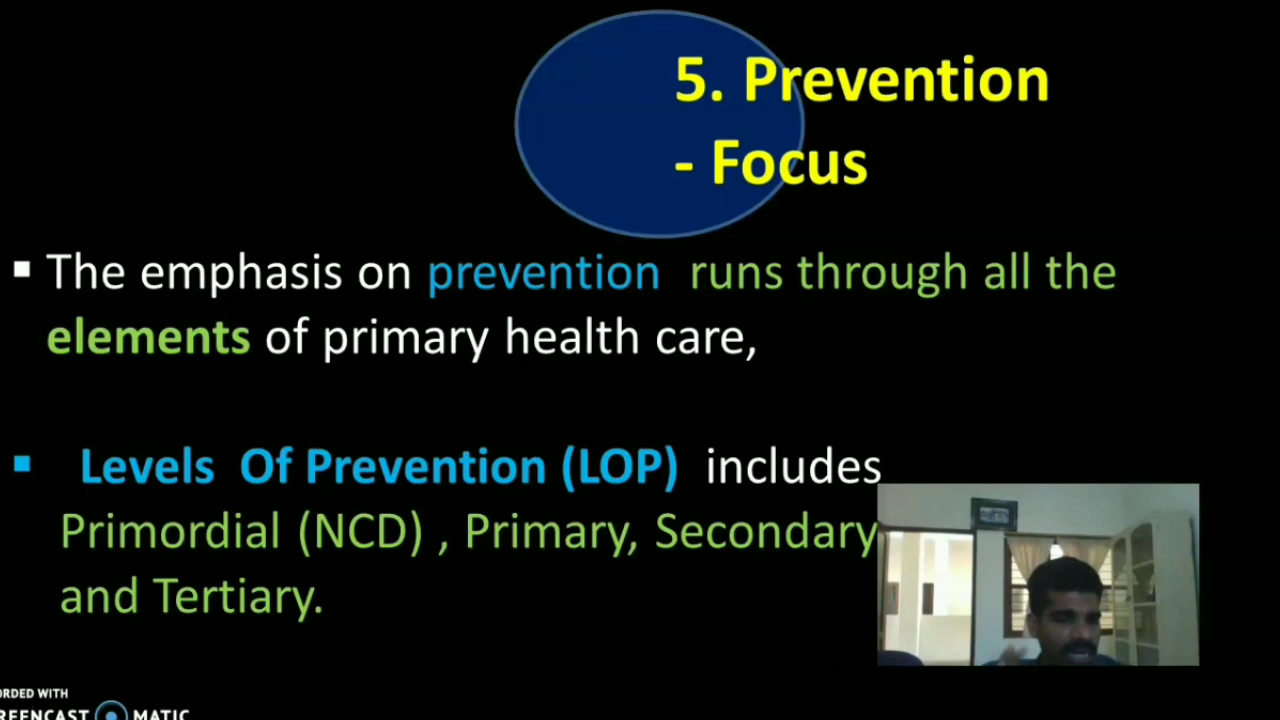 5. Prevention
- Focus
▪ The emphasis on prevention runs through all the
elements of primary health care,
▪ Levels Of Prevention (LOP) includes
Primordial (NCD) , Primary, Secondary
and Tertiary.
ORDED WITH
REENCAST MATIC